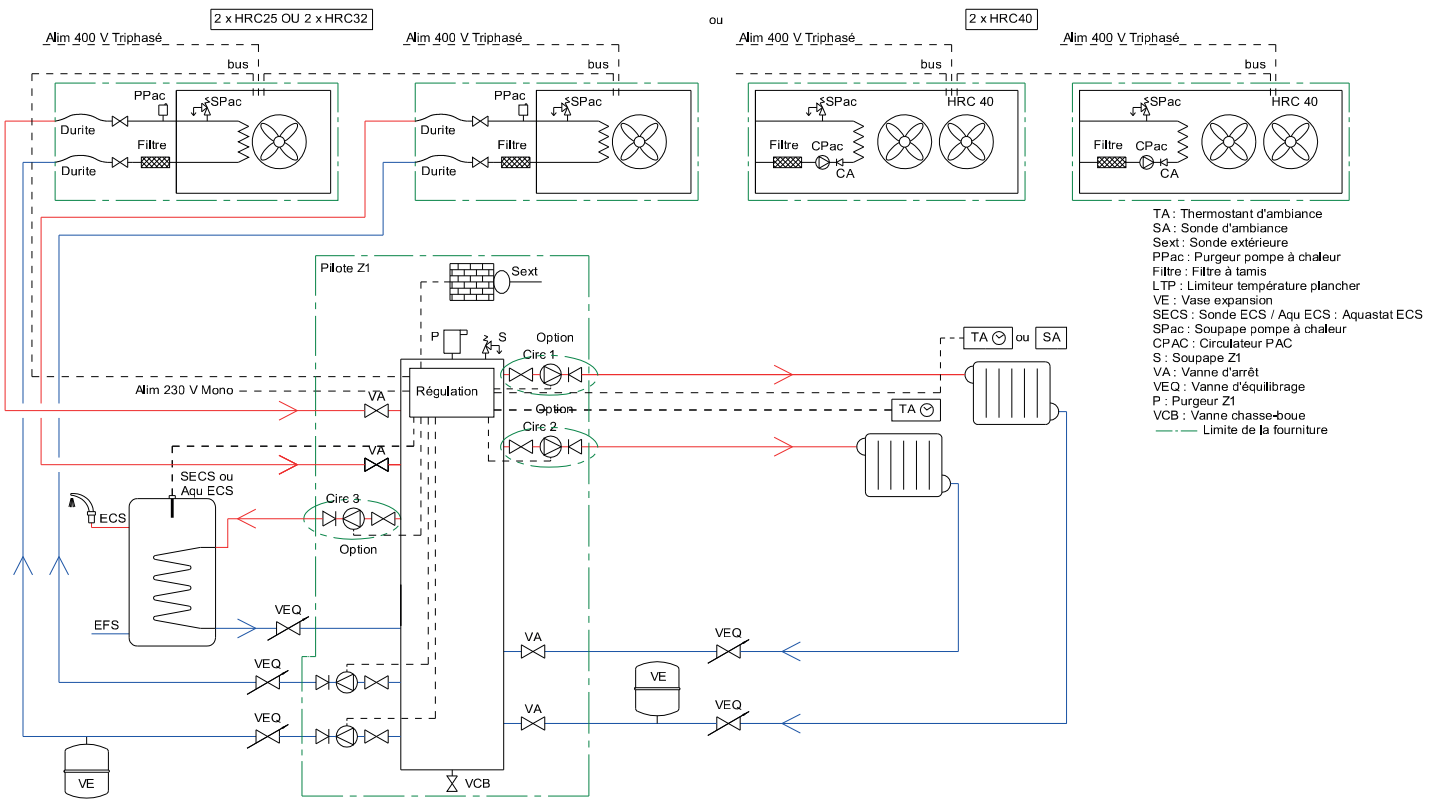 2 x HRC25 OU 2 x HRC32
ou
2 x HRC40
Alim 400 V Triphasé
Alim 400 V Triphasé
Alim 400 V Triphasé
Alim 400 V Triphasé
bus
bus
bus
bus
PPac
SPac
Durite
Filtre
Durite
PPac
SPac
Durite
Filtre
Durite
SPac
HRC 40
Filtre
CPac
CA
SPac
HRC 40
Filtre
CPac
CA
TA : Thermostant d'ambiance
SA : Sonde d'ambiance
Sext : Sonde extérieure
PPac : Purgeur pompe à chaleur
Filtre : Filtre à tamis
LTP : Limiteur température plancher
VE : Vase expansion
SECS : Sonde ECS / Aqu ECS : Aquastat ECS
SPac : Soupape pompe à chaleur
CPAC : Circulateur PAC
S : Soupape Z1
VA : Vanne d'arrêt
VEQ : Vanne d'équilibrage
P : Purgeur Z1
VCB : Vanne chasse-boue
Limite de la fourniture
Pilote Z1
Sext
P
S
Option
Circ 1
TA ou SA
Alim 230 V Mono
Régulation
VA
Option
TA
Circ 2
VA
SECS ou
Aqu ECS
Circ 3
ECS
Option
EFS
VEQ
VA
VEQ
VEQ
VE
VEQ
VA
VEQ
VE
VCB